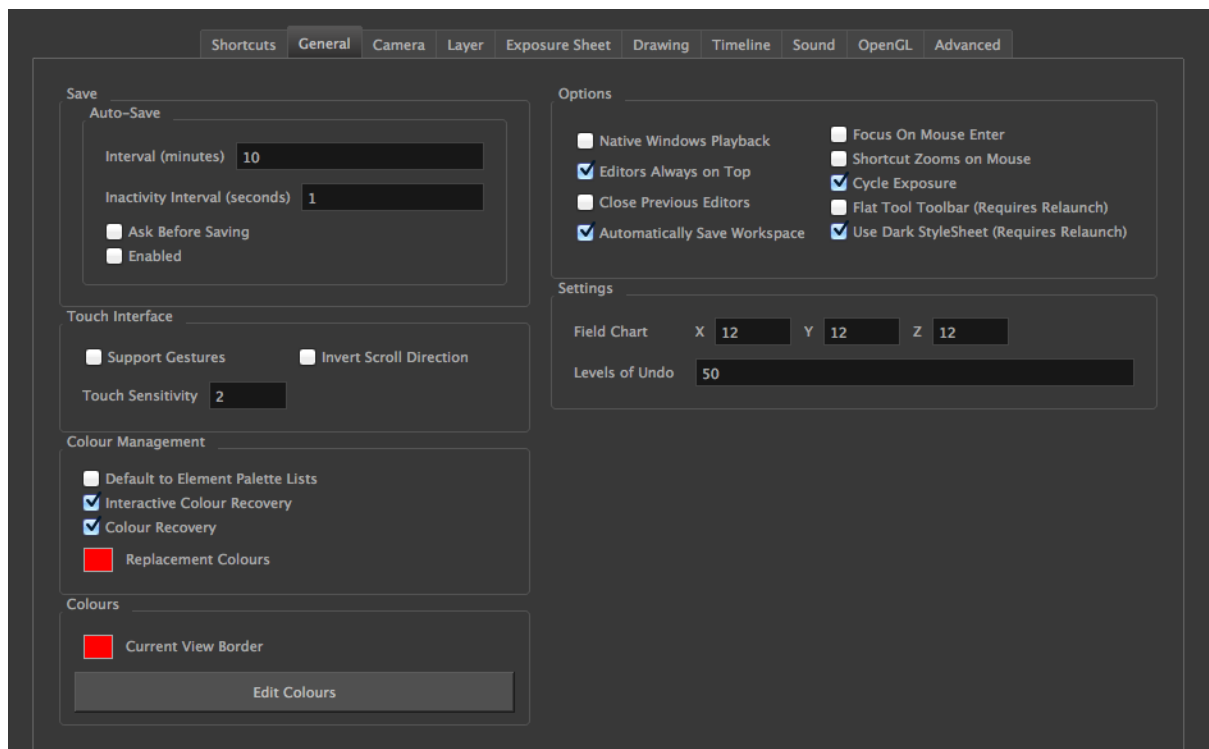 Shortcuts General Camera Layer Exposure Sheet Drawing Timeline Sound OpenGL Advanced
Save
Auto-Save
Interval (minutes) 10
Inactivity Interval (seconds) 1
Ask Before Saving
Enabled
Touch Interface
Support Gestures Invert Scroll Direction
Touch Sensitivity 2
Colour Management
Default to Element Palette Lists
Interactive Colour Recovery
Colour Recovery
Replacement Colours
Colours
Current View Border
Edit Colours
Options
Native Windows Playback
Editors Always on Top
Close Previous Editors
Automatically Save Workspace
Focus On Mouse Enter
Shortcut Zooms on Mouse
Cycle Exposure
Flat Tool Toolbar (Requires Relaunch)
Use Dark StyleSheet (Requires Relaunch)
Settings
Field Chart X 12 Y 12 Z 12
Levels of Undo 50